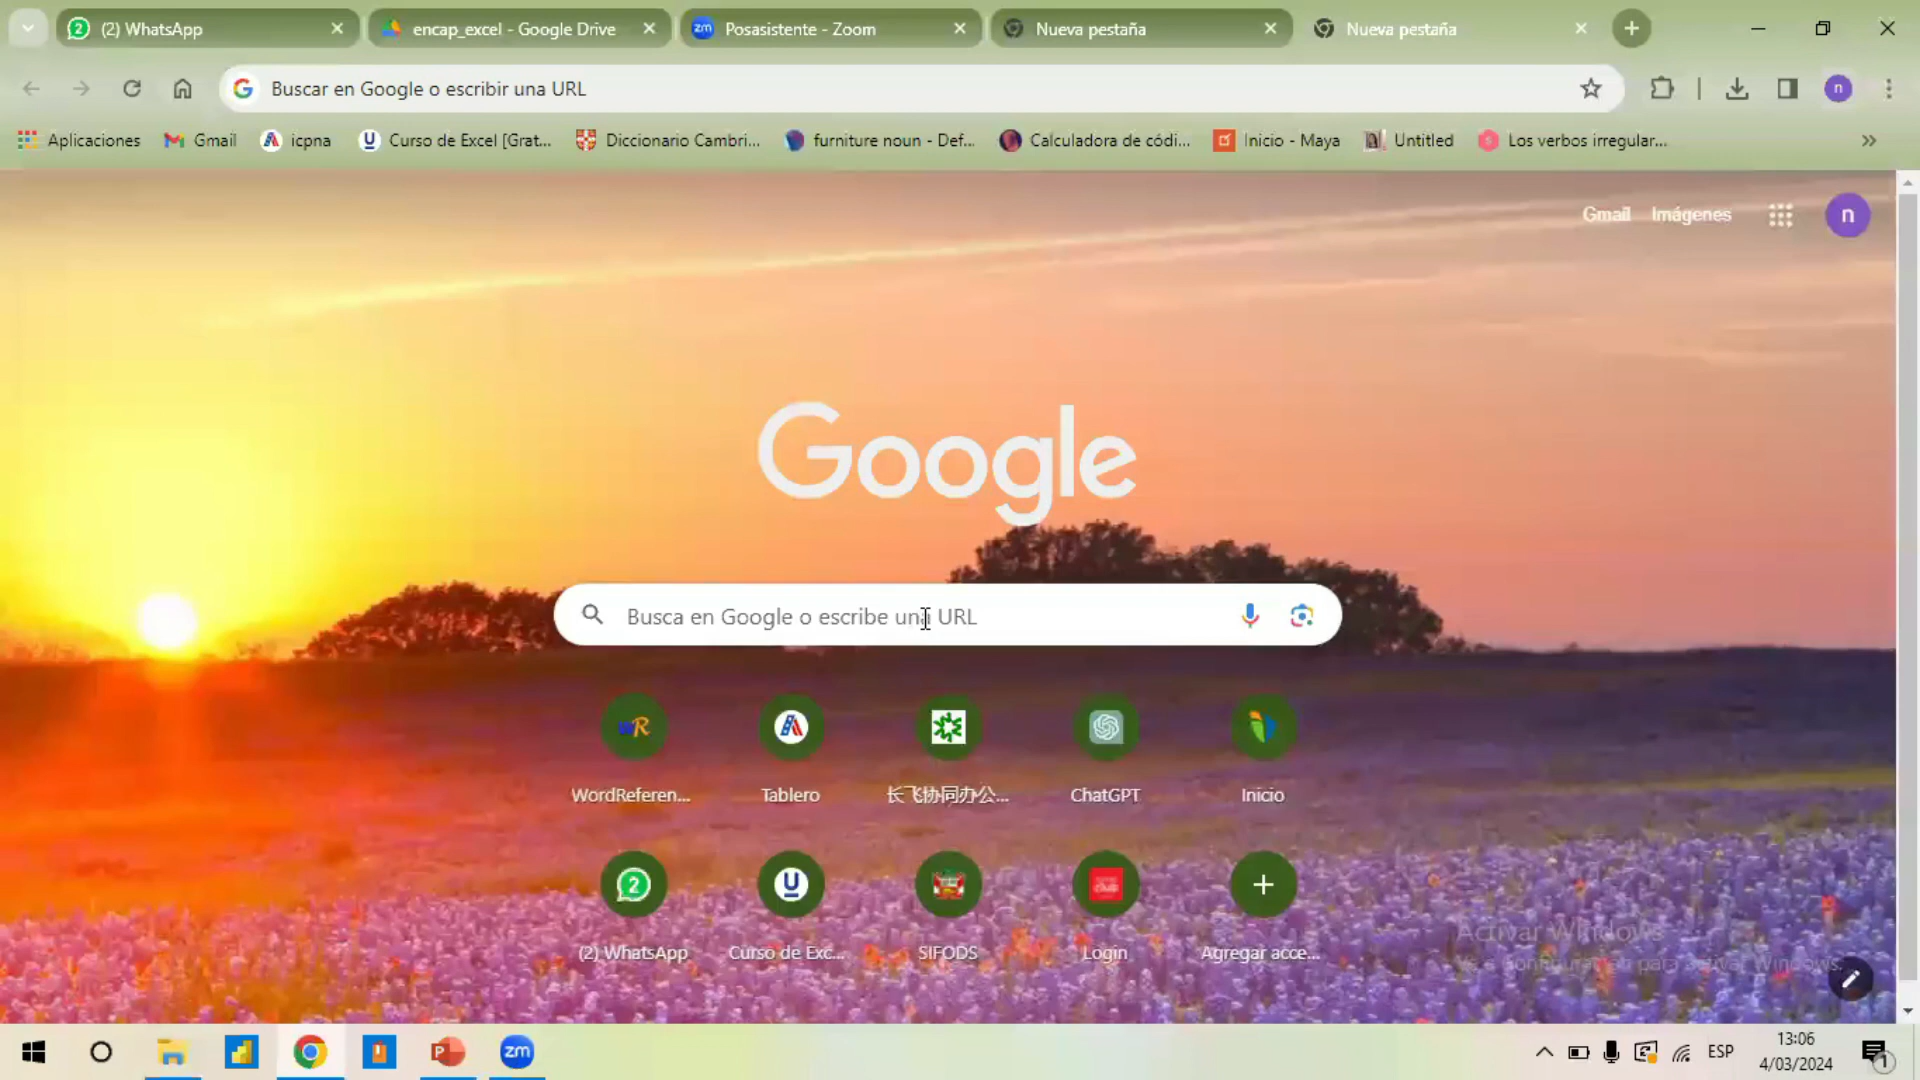 (2) WhatsApp
encap_excel - Google Drive
zm
Posasistente - Zoom
Nueva pestaña
Nueva pestaña
Buscar en Google o escribir una URL
n
Aplicaciones
Gmail
icpna
Curso de Excel [Grat...
Diccionario Cambri...
furniture noun - Def...
Calculadora de códi...
Inicio - Maya
Untitled
Los verbos irregular...
Gmail
Imágenes
n
Google
Busca en Google o escribe una URL
WordReferen...
Tablero
长飞协同办公...
ChatGPT
Inicio
(2) WhatsApp
Curso de Exc...
SIFODS
Login
Agregar acce...
Activar Windows
Ve a Configuración para activar Windows.
zm
ESP
13:06
4/03/2024
1